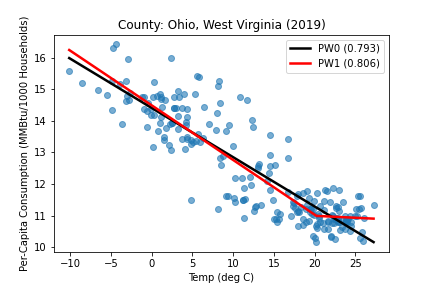 County: Ohio, West Virginia (2019)
Per-Capita Consumption (MMBtu/1000 Households)
16
15
14
13
12
11
10
PW0 (0.793)
PW1 (0.806)
−10 −5 0 5 10 15 20 25
Temp (deg C)